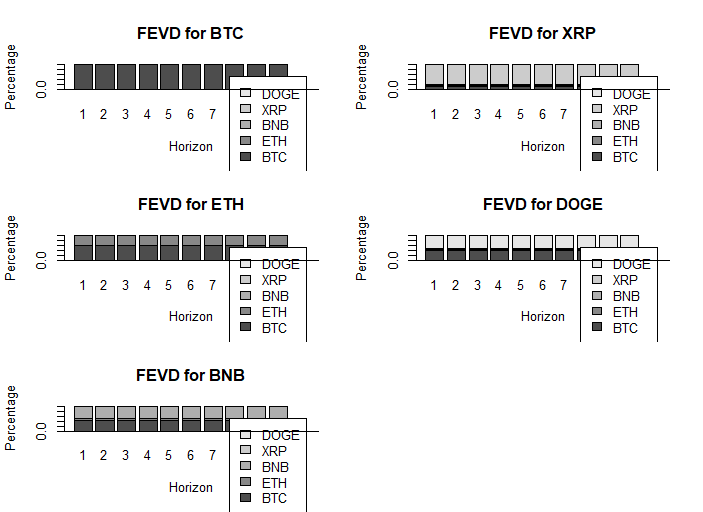 FEVD for BTC
Percentage
0.0
1 2 3 4 5 6 7
Horizon
DOGE
XRP
BNB
ETH
BTC
FEVD for XRP
Percentage
0.0
1 2 3 4 5 6 7
Horizon
DOGE
XRP
BNB
ETH
BTC
FEVD for ETH
Percentage
0.0
1 2 3 4 5 6 7
Horizon
DOGE
XRP
BNB
ETH
BTC
FEVD for DOGE
Percentage
0.0
1 2 3 4 5 6 7
Horizon
DOGE
XRP
BNB
ETH
BTC
FEVD for BNB
Percentage
0.0
1 2 3 4 5 6 7
Horizon
DOGE
XRP
BNB
ETH
BTC